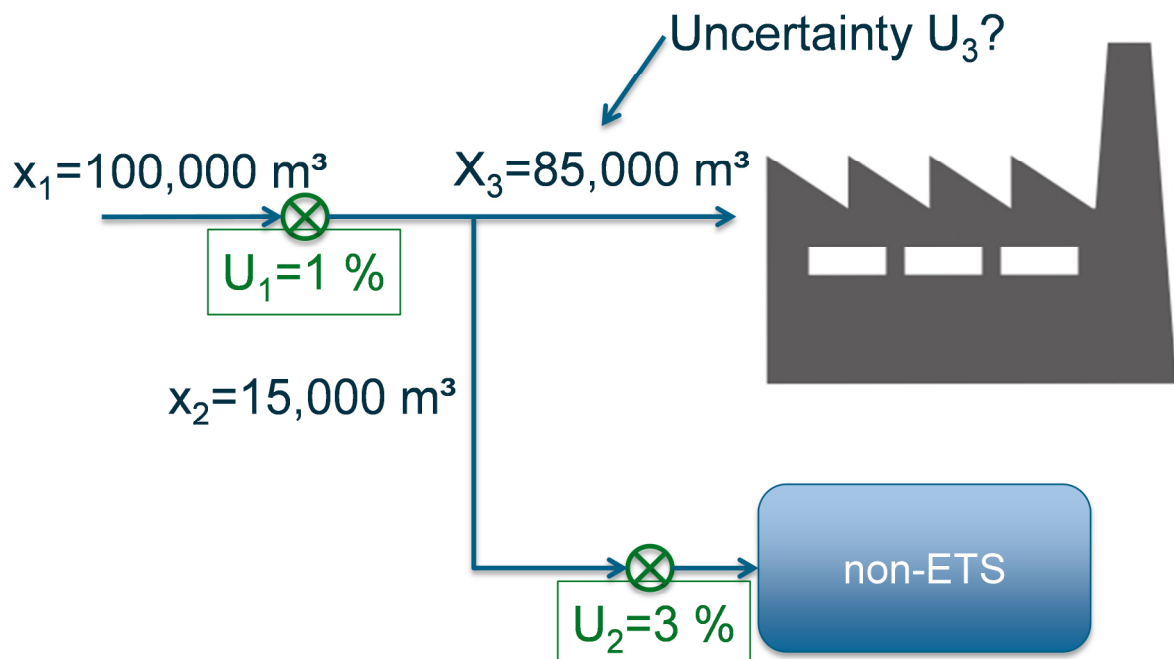 Uncertainty U₃?
x₁=100,000 m³
X₃=85,000 m³
U₁=1 %
x₂=15,000 m³
non-ETS
U₂=3 %